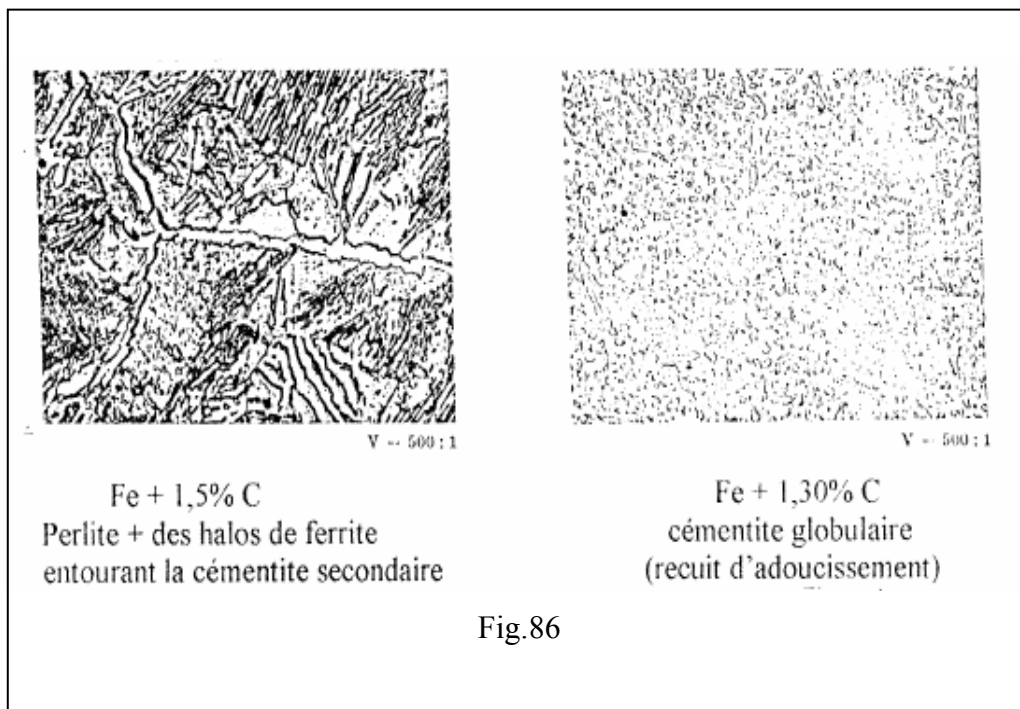 V = 500 : 1
V = 500 : 1
Fe + 1,5% C
Perlite + des halos de ferrite
entourant la cémentite secondaire
Fe + 1,30% C
cémentite globulaire
(recuit d'adoucissement)
Fig.86